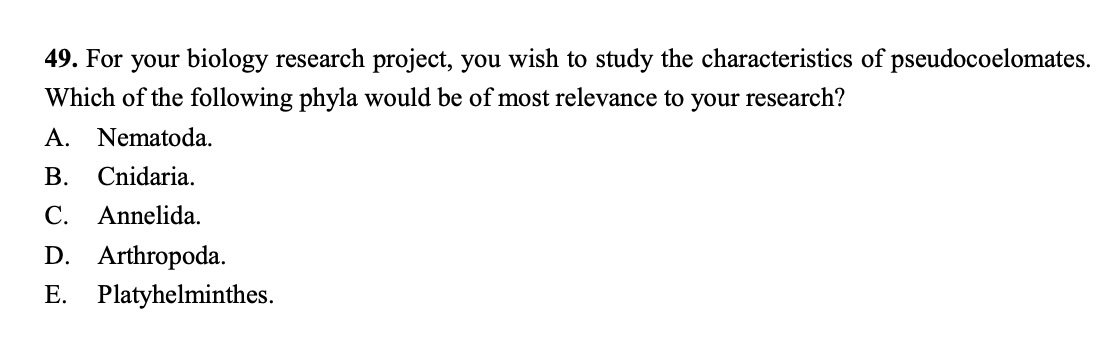 49. For your biology research project, you wish to study the characteristics of pseudocoelomates.
Which of the following phyla would be of most relevance to your research?
A. Nematoda.
B. Cnidaria.
C. Annelida.
D. Arthropoda.
E. Platyhelminthes.